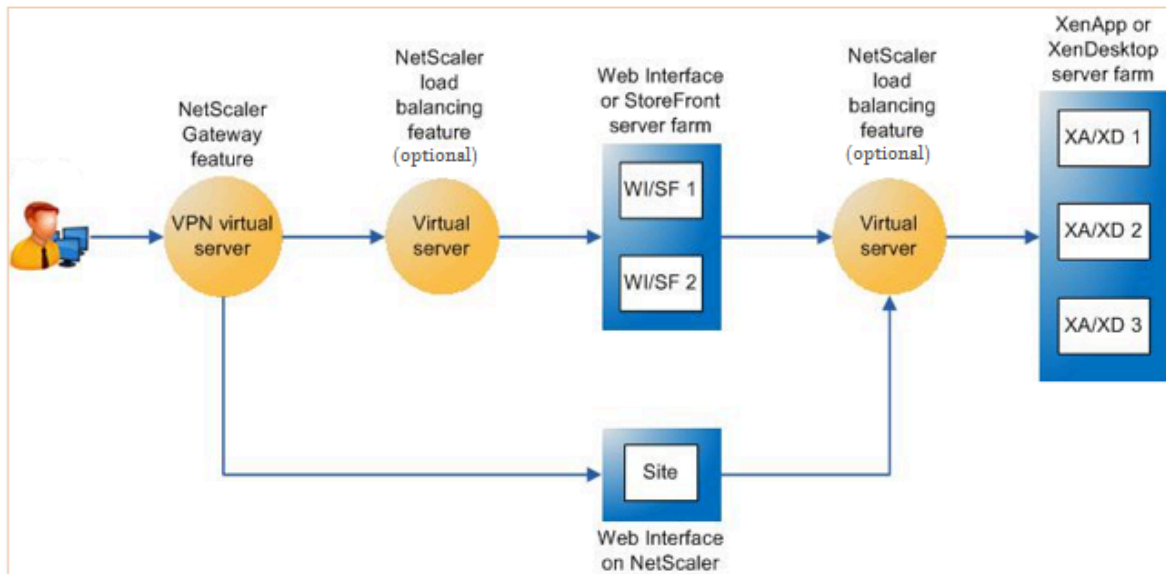 NetScaler
Gateway
feature
VPN virtual
server
NetScaler
load
balancing
feature
(optional)
Virtual
server
Web Interface
or StoreFront
server farm
WI/SF 1
WI/SF 2
NetScaler
load
balancing
feature
(optional)
Virtual
server
XenApp or
XenDesktop
server farm
XA/XD 1
XA/XD 2
XA/XD 3
Site
Web Interface
on NetScaler